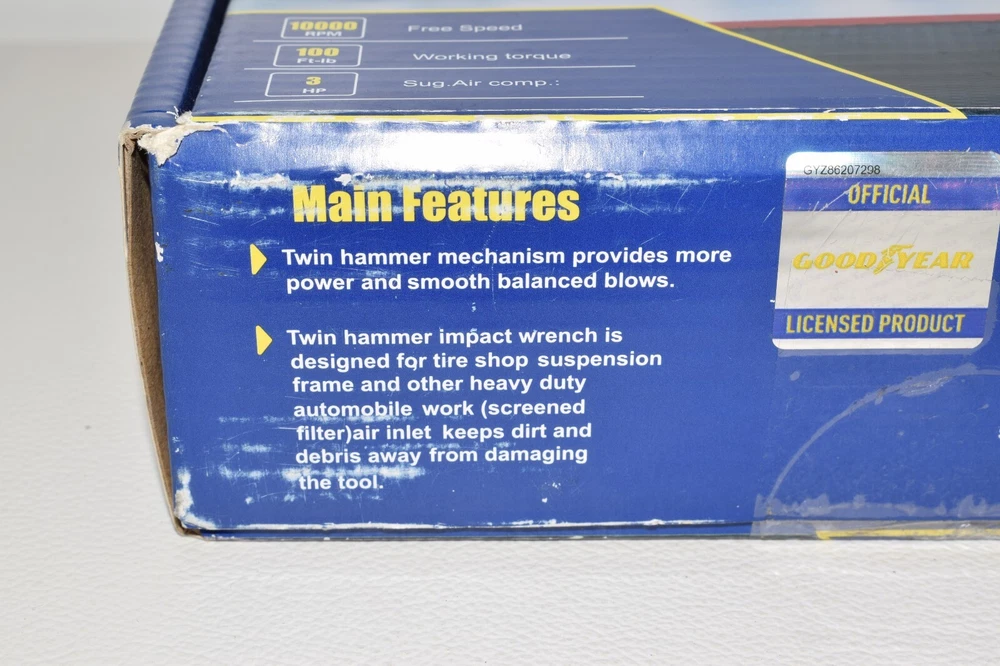 10000 RPM Free Speed
100 Ft-lb Working torque
3 HP Sug.Air comp.:
Main Features
Twin hammer mechanism provides more
power and smooth balanced blows.
Twin hammer impact wrench is
designed for tire shop suspension
frame and other heavy duty
automobile work (screened
filter)air inlet keeps dirt and
debris away from damaging
the tool.
GYZ86207298
OFFICIAL
GOODYEAR
LICENSED PRODUCT